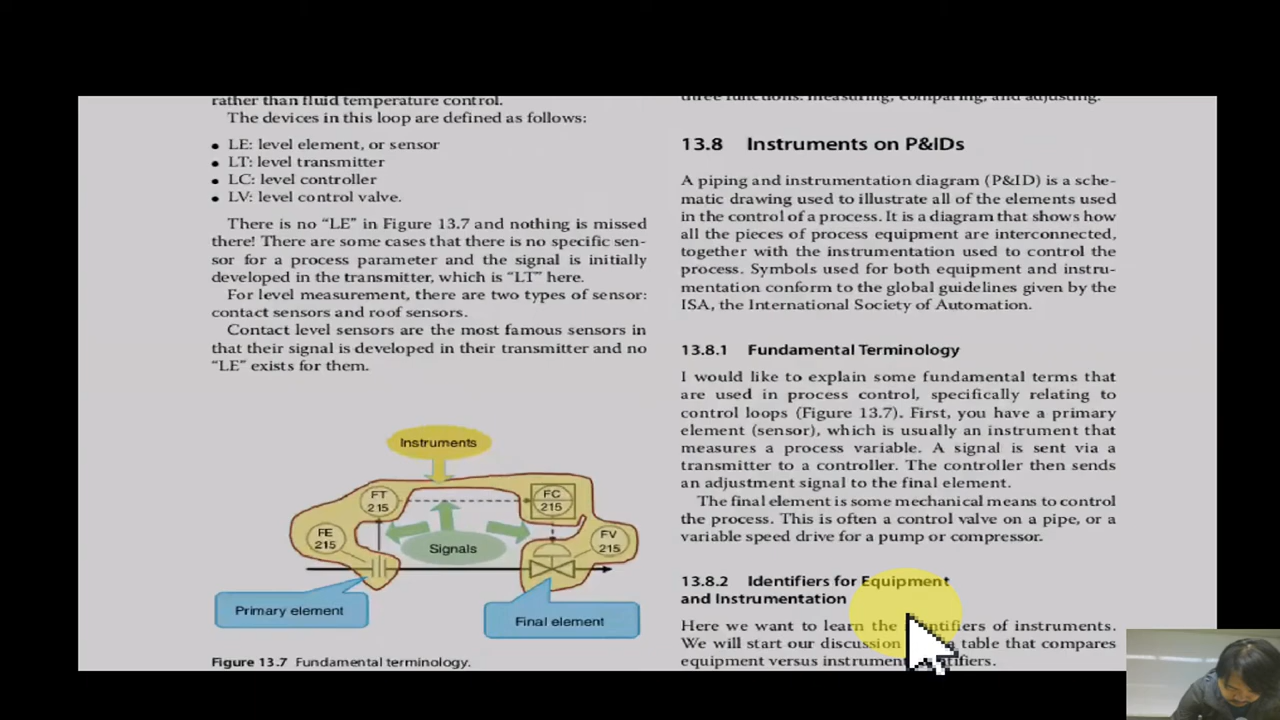 rather than fluid temperature control.
The devices in this loop are defined as follows:
• LE: level element, or sensor
• LT: level transmitter
• LC: level controller
• LV: level control valve.
There is no “LE” in Figure 13.7 and nothing is missed
there! There are some cases that there is no specific sen-
sor for a process parameter and the signal is initially
developed in the transmitter, which is “LT” here.
For level measurement, there are two types of sensor:
contact sensors and roof sensors.
Contact level sensors are the most famous sensors in
that their signal is developed in their transmitter and no
“LE” exists for them.
Instruments
FT
215
FC
215
FE
215
FV
215
Signals
Primary element
Final element
Figure 13.7 Fundamental terminology.
three functions: measuring, comparing, and adjusting.
13.8 Instruments on P&IDs
A piping and instrumentation diagram (P&ID) is a sche-
matic drawing used to illustrate all of the elements used
in the control of a process. It is a diagram that shows how
all the pieces of process equipment are interconnected,
together with the instrumentation used to control the
process. Symbols used for both equipment and instru-
mentation conform to the global guidelines given by the
ISA, the International Society of Automation.
13.8.1 Fundamental Terminology
I would like to explain some fundamental terms that
are used in process control, specifically relating to
control loops (Figure 13.7). First, you have a primary
element (sensor), which is usually an instrument that
measures a process variable. A signal is sent via a
transmitter to a controller. The controller then sends
an adjustment signal to the final element.
The final element is some mechanical means to control
the process. This is often a control valve on a pipe, or a
variable speed drive for a pump or compressor.
13.8.2 Identifiers for Equipment
and Instrumentation
Here we want to learn the identifiers of instruments.
We will start our discussion table that compares
equipment versus instrument identifiers.